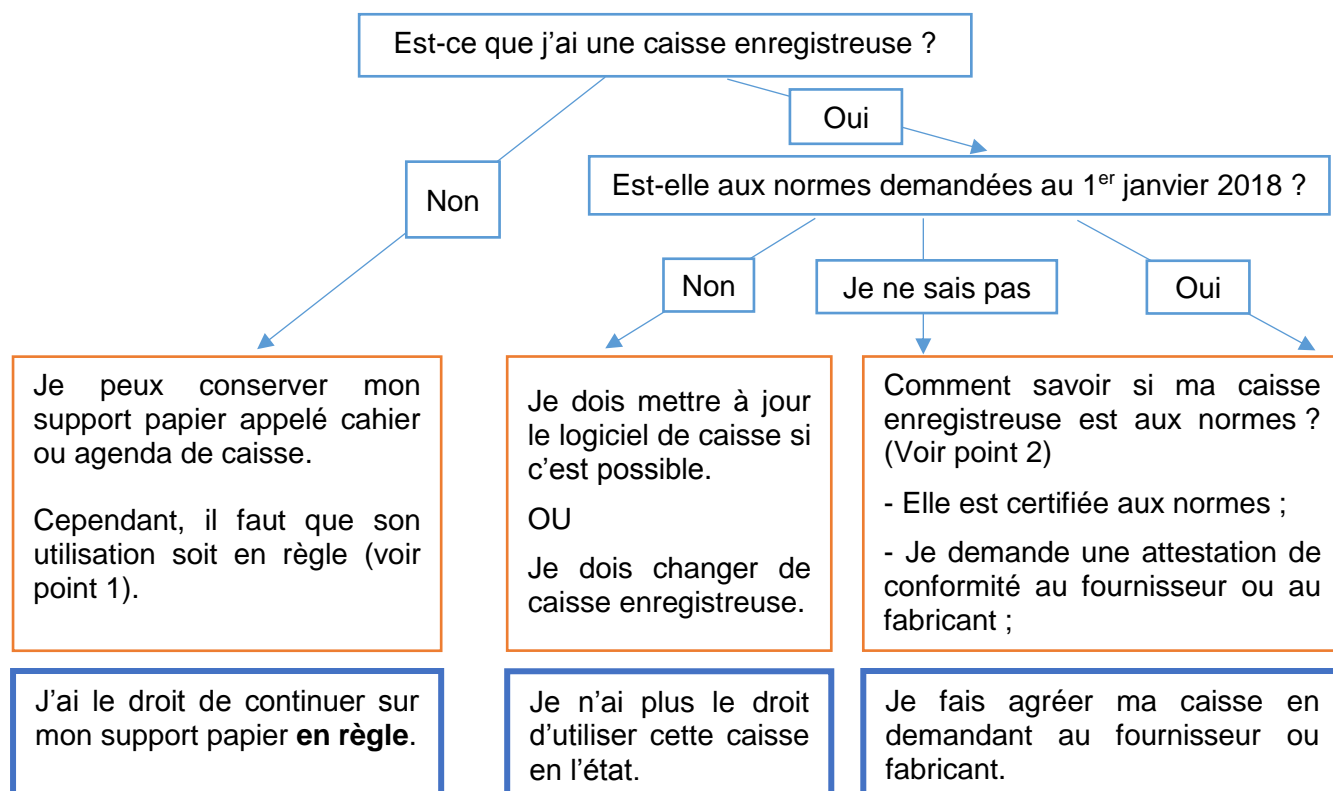 Est-ce que j’ai une caisse enregistreuse ?
Oui
Non
Est-elle aux normes demandées au 1er janvier 2018 ?
Non
Je ne sais pas
Oui
Je peux conserver mon
support papier appelé cahier
ou agenda de caisse.
Cependant, il faut que son
utilisation soit en règle (voir
point 1).
Je dois mettre à jour
le logiciel de caisse si
c’est possible.
OU
Je dois changer de
caisse enregistreuse.
Comment savoir si ma caisse
enregistreuse est aux normes ?
(Voir point 2)
- Elle est certifiée aux normes ;
- Je demande une attestation de
conformité au fournisseur ou au
fabricant ;
J’ai le droit de continuer sur
mon support papier en règle.
Je n’ai plus le droit
d’utiliser cette caisse
en l’état.
Je fais agréer ma caisse en
demandant au fournisseur ou
fabricant.